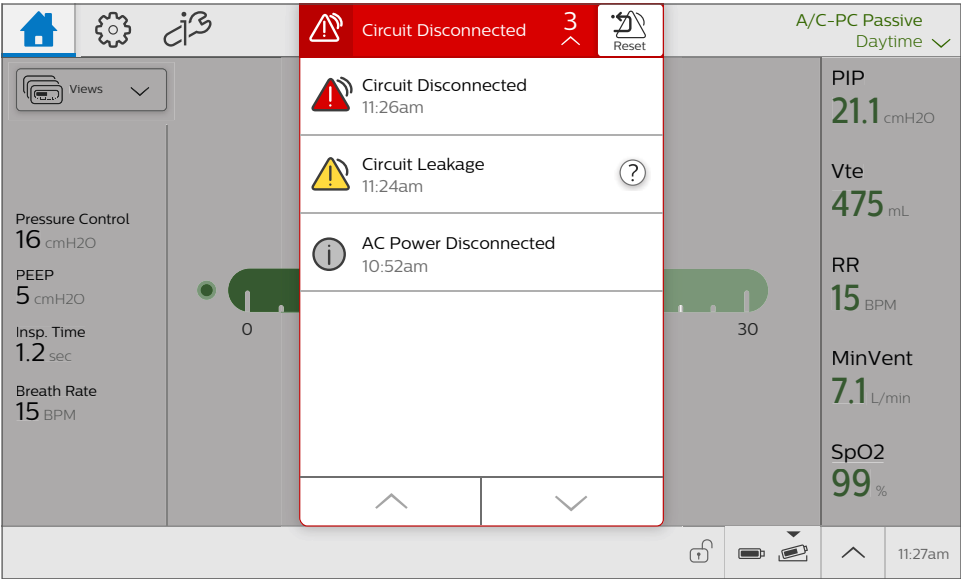 Circuit Disconnected
3
Reset
A/C-PC Passive
Daytime
Views
Circuit Disconnected
11:26am
Circuit Leakage
11:24am
?
AC Power Disconnected
10:52am
Pressure Control
16 cmH2O
PEEP
5 cmH2O
Insp. Time
1.2 sec
Breath Rate
15 BPM
0
30
PIP
21.1 cmH2O
Vte
475 mL
RR
15 BPM
MinVent
7.1 L/min
SpO2
99 %
11:27am